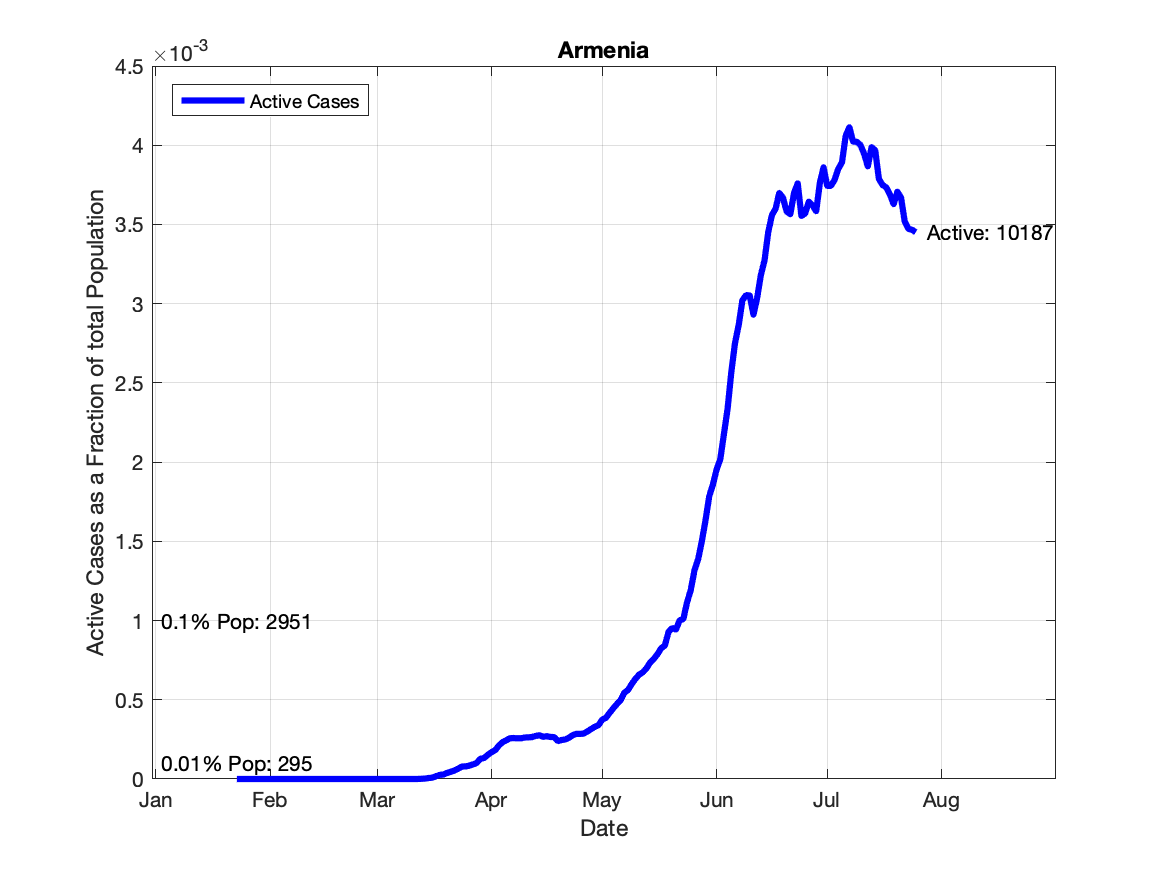 Armenia
×10-3
4.5
4
3.5
3
2.5
2
1.5
1
0.5
0
Active Cases
Active: 10187
0.1% Pop: 2951
0.01% Pop: 295
Jan Feb Mar Apr May Jun Jul Aug
Date
Active Cases as a Fraction of total Population